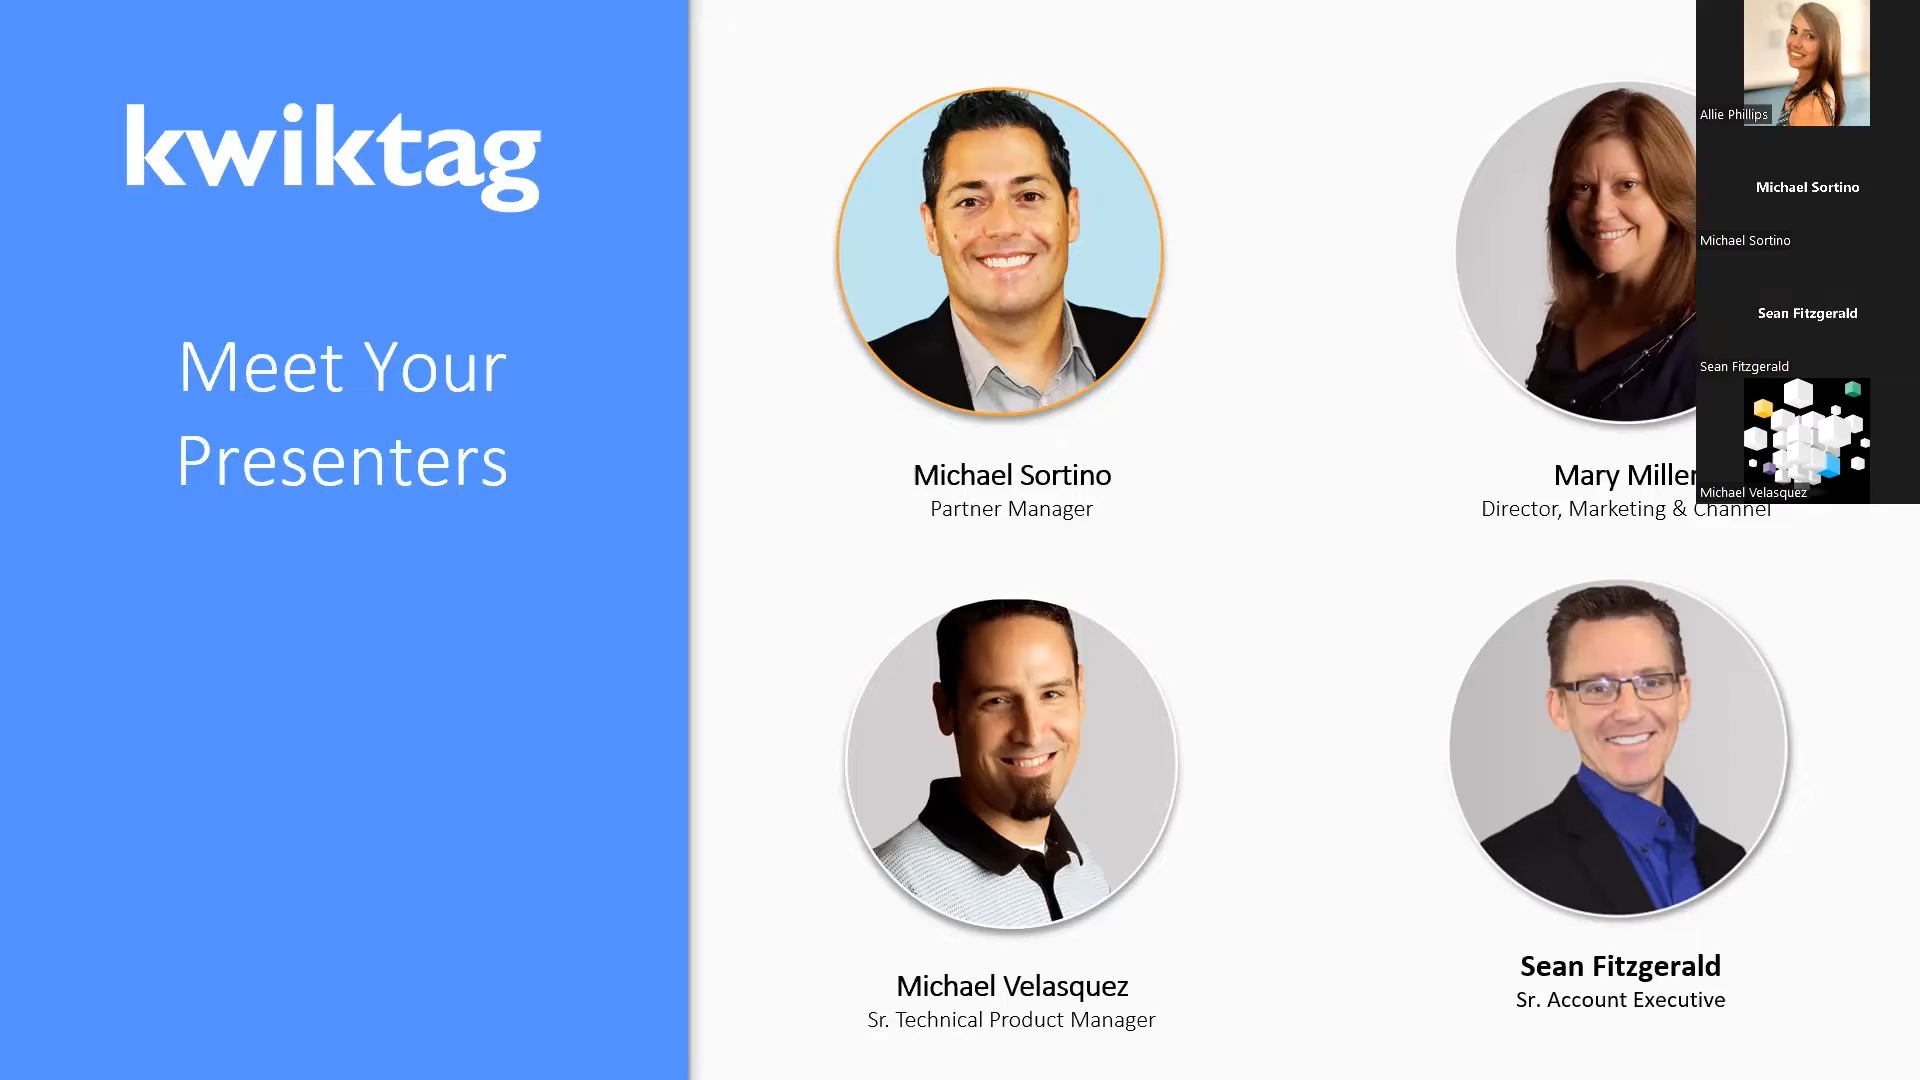 kwiktag
Meet Your
Presenters
Michael Sortino
Partner Manager
Mary Miller
Director, Marketing & Channel
Michael Velasquez
Sr. Technical Product Manager
Sean Fitzgerald
Sr. Account Executive
Allie Phillips
Michael Sortino
Michael Sortino
Sean Fitzgerald
Sean Fitzgerald
Michael Velasquez